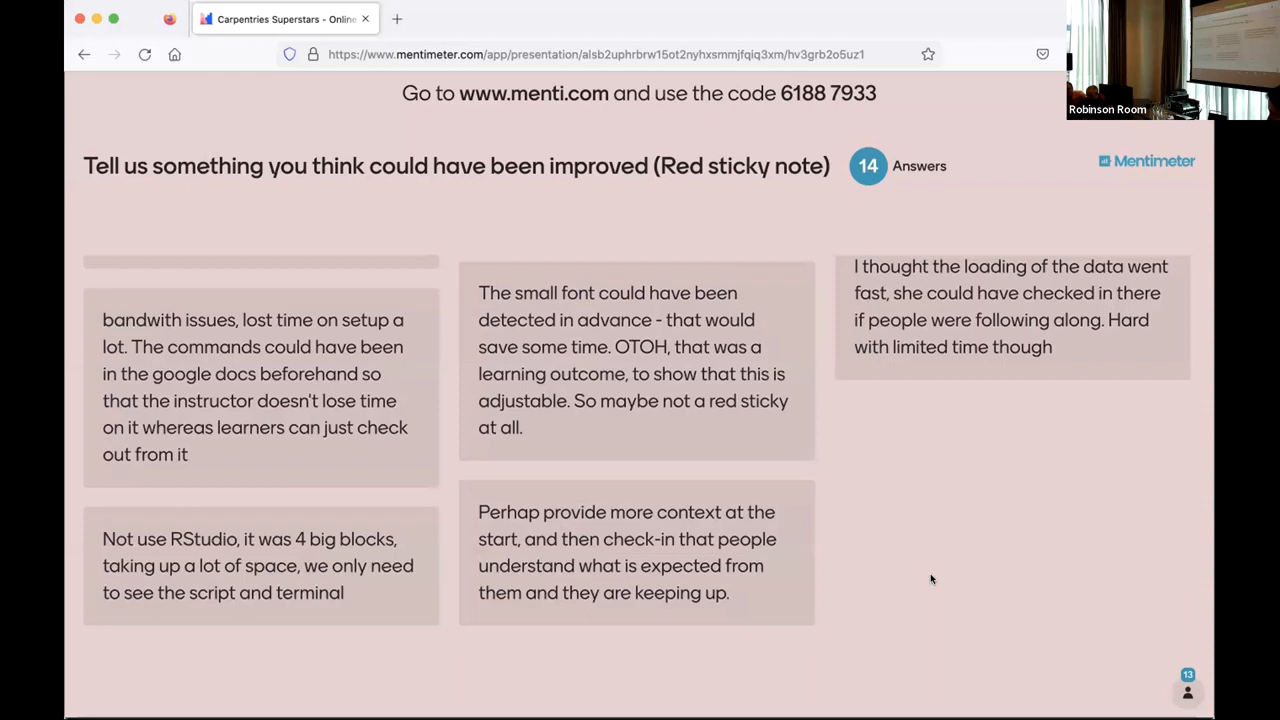 Carpentries Superstars - Online
https://www.mentimeter.com/app/presentation/alsb2uphrbrw15ot2nyhxsmmjfqiq3xm/hv3grb2o5uz1
Robinson Room
Go to www.menti.com and use the code 6188 7933
Tell us something you think could have been improved (Red sticky note)
14 Answers
Mentimeter
bandwith issues, lost time on setup a
lot. The commands could have been
in the google docs beforehand so
that the instructor doesn't lose time
on it whereas learners can just check
out from it
Not use RStudio, it was 4 big blocks,
taking up a lot of space, we only need
to see the script and terminal
The small font could have been
detected in advance - that would
save some time. OTOH, that was a
learning outcome, to show that this is
adjustable. So maybe not a red sticky
at all.
Perhap provide more context at the
start, and then check-in that people
understand what is expected from
them and they are keeping up.
I thought the loading of the data went
fast, she could have checked in there
if people were following along. Hard
with limited time though
13